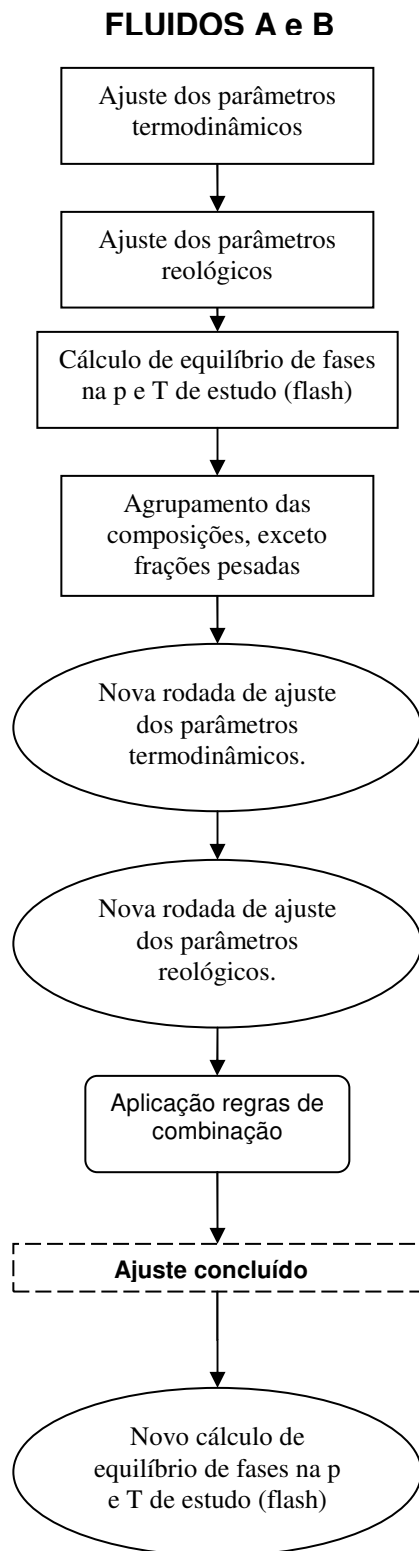 FLUIDOS A e B
Ajuste dos parâmetros
termodinâmicos
Ajuste dos parâmetros
reológicos
Cálculo de equilíbrio de fases
na p e T de estudo (flash)
Agrupamento das
composições, exceto
frações pesadas
Nova rodada de ajuste
dos parâmetros
termodinâmicos.
Nova rodada de ajuste
dos parâmetros
reológicos.
Aplicação regras de
combinação
Ajuste concluído
Novo cálculo de
equilíbrio de fases na p
e T de estudo (flash)